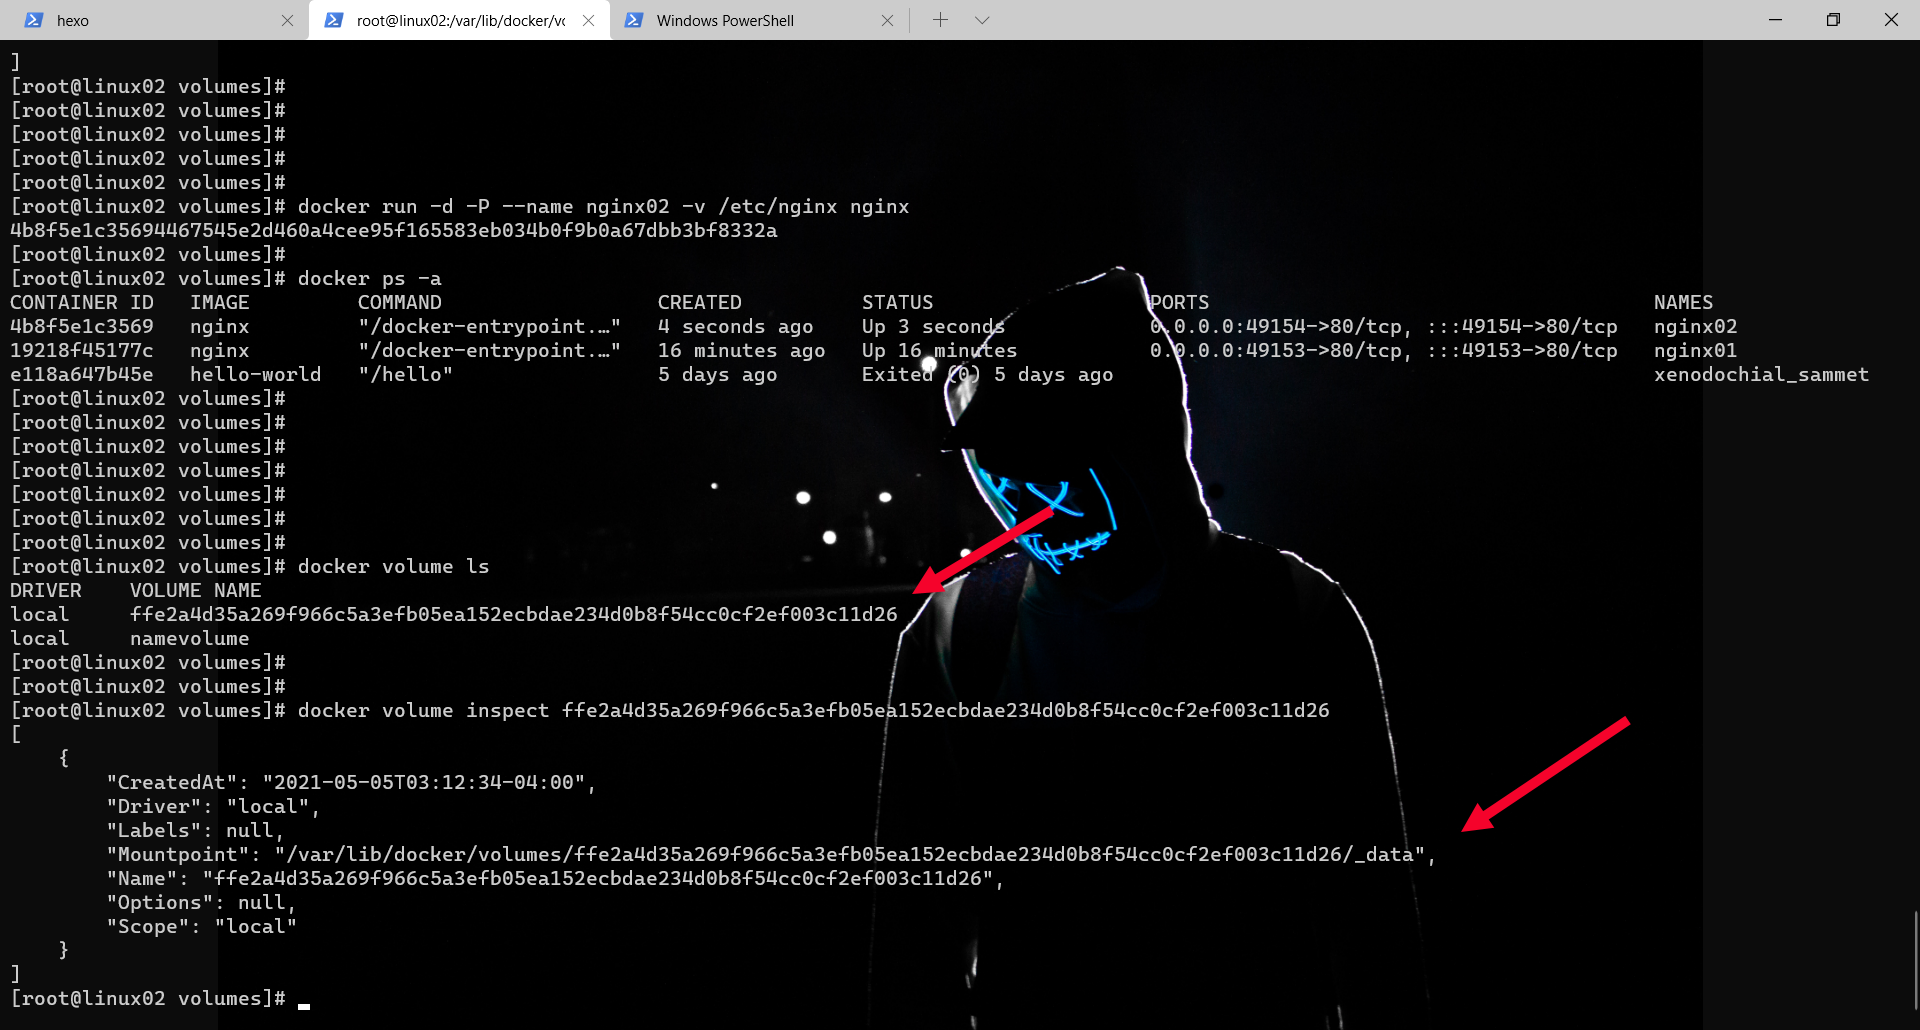 hexo
root@linux02:/var/lib/docker/vo
Windows PowerShell
]
[root@linux02 volumes]#
[root@linux02 volumes]#
[root@linux02 volumes]#
[root@linux02 volumes]#
[root@linux02 volumes]#
[root@linux02 volumes]# docker run -d -P --name nginx02 -v /etc/nginx nginx
4b8f5e1c35694467545e2d460a4cee95f165583eb034b0f9b0a67dbb3bf8332a
[root@linux02 volumes]#
[root@linux02 volumes]# docker ps -a
CONTAINER ID   IMAGE         COMMAND                  CREATED          STATUS                  PORTS                                     NAMES
4b8f5e1c3569   nginx         "/docker-entrypoint.…"   4 seconds ago    Up 3 seconds            0.0.0.0:49154->80/tcp, :::49154->80/tcp   nginx02
19218f45177c   nginx         "/docker-entrypoint.…"   16 minutes ago   Up 16 minutes           0.0.0.0:49153->80/tcp, :::49153->80/tcp   nginx01
e118a647b45e   hello-world   "/hello"                 5 days ago       Exited (0) 5 days ago                                             xenodochial_sammet
[root@linux02 volumes]#
[root@linux02 volumes]#
[root@linux02 volumes]#
[root@linux02 volumes]#
[root@linux02 volumes]#
[root@linux02 volumes]#
[root@linux02 volumes]#
[root@linux02 volumes]# docker volume ls
DRIVER    VOLUME NAME
local     ffe2a4d35a269f966c5a3efb05ea152ecbdae234d0b8f54cc0cf2ef003c11d26
local     namevolume
[root@linux02 volumes]#
[root@linux02 volumes]#
[root@linux02 volumes]# docker volume inspect ffe2a4d35a269f966c5a3efb05ea152ecbdae234d0b8f54cc0cf2ef003c11d26
[
    {
        "CreatedAt": "2021-05-05T03:12:34-04:00",
        "Driver": "local",
        "Labels": null,
        "Mountpoint": "/var/lib/docker/volumes/ffe2a4d35a269f966c5a3efb05ea152ecbdae234d0b8f54cc0cf2ef003c11d26/_data",
        "Name": "ffe2a4d35a269f966c5a3efb05ea152ecbdae234d0b8f54cc0cf2ef003c11d26",
        "Options": null,
        "Scope": "local"
    }
]
[root@linux02 volumes]#